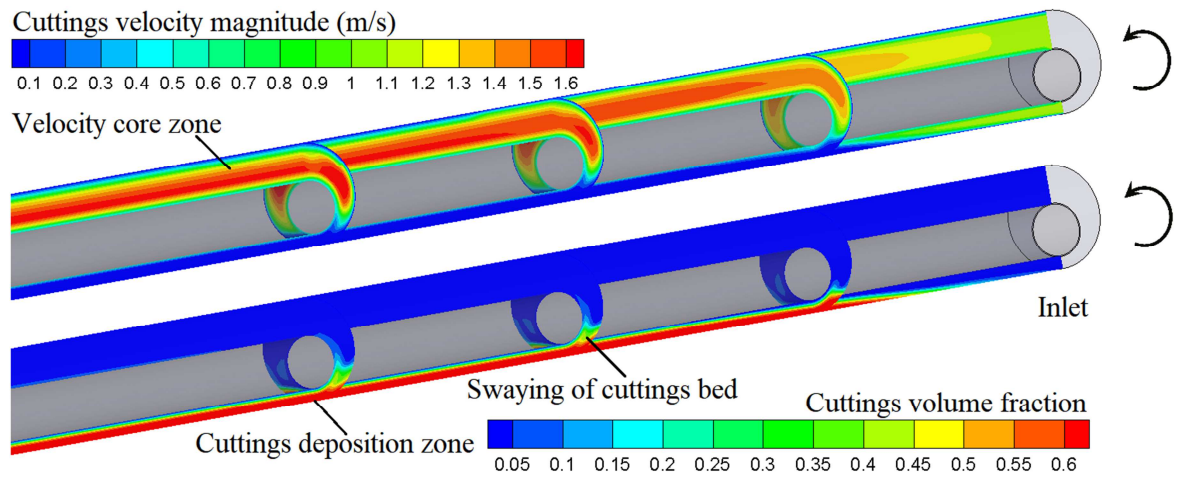 Cuttings velocity magnitude (m/s)
0.1 0.2 0.3 0.4 0.5 0.6 0.7 0.8 0.9 1 1.1 1.2 1.3 1.4 1.5 1.6
Velocity core zone
Inlet
Swaying of cuttings bed
Cuttings deposition zone
Cuttings volume fraction
0.05 0.1 0.15 0.2 0.25 0.3 0.35 0.4 0.45 0.5 0.55 0.6